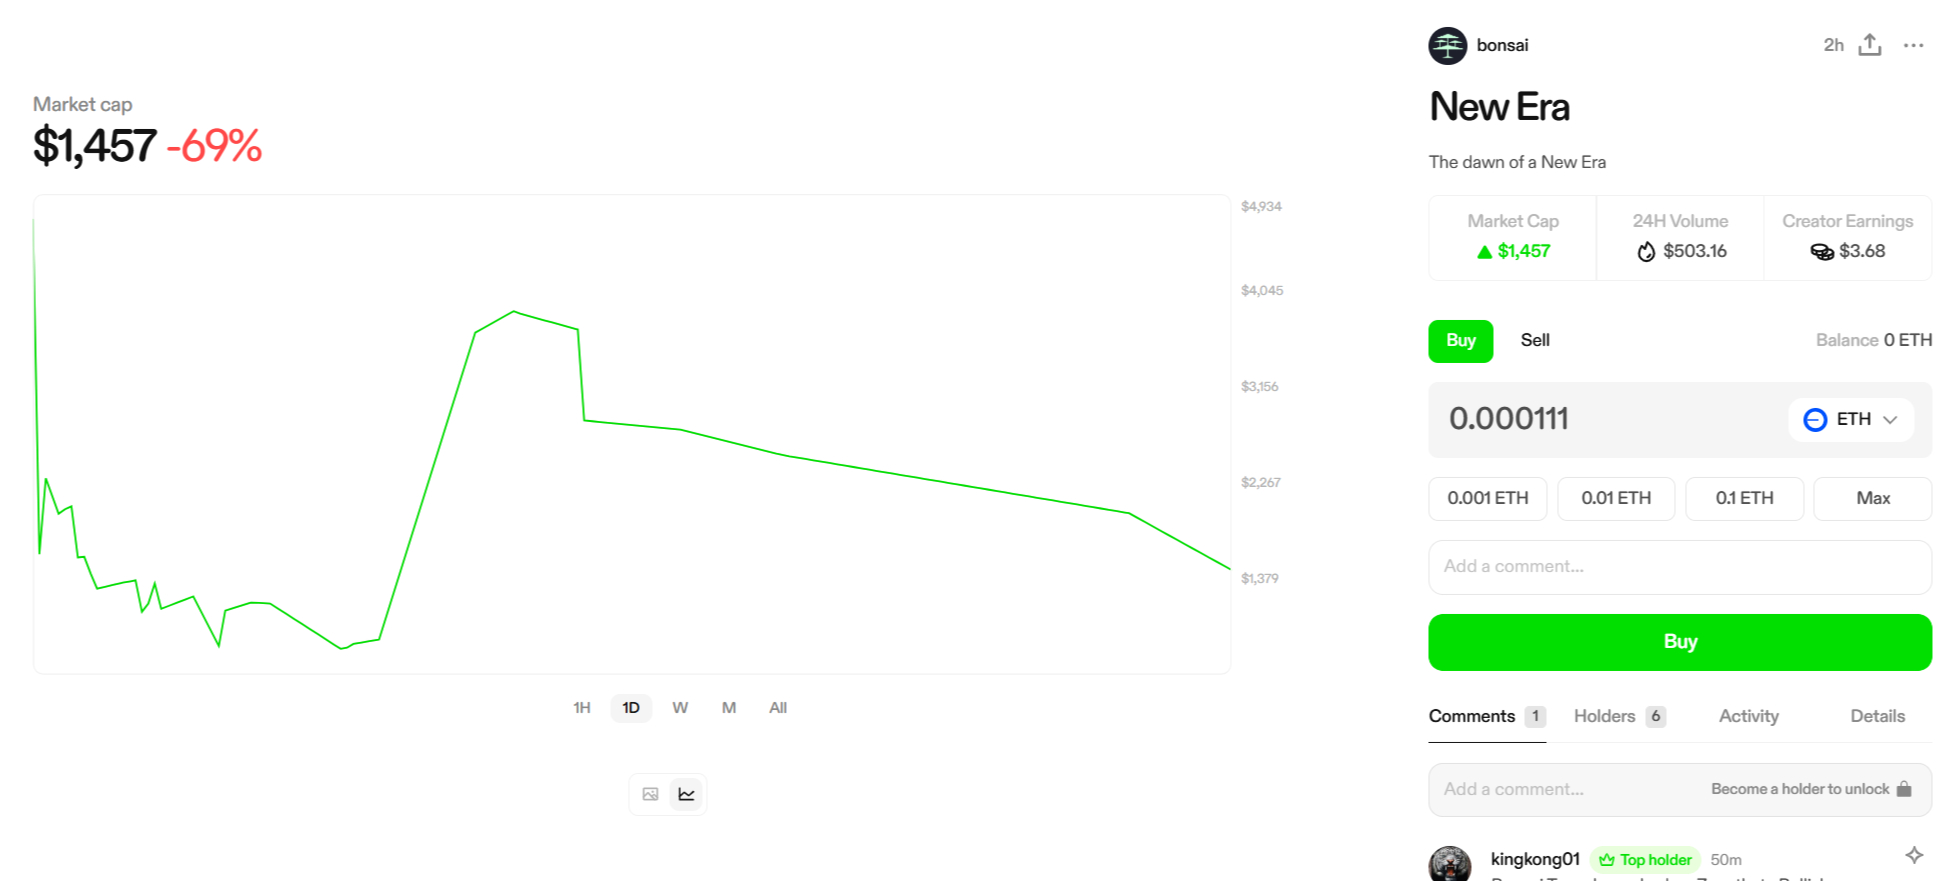 Market cap
$1,457 -69%
$4,934
$4,045
$3,156
$2,267
$1,379
1H 1D W M All
bonsai 2h
New Era
The dawn of a New Era
Market Cap 24H Volume Creator Earnings
$1,457 $503.16 $3.68
Buy Sell Balance 0 ETH
0.000111 ETH
0.001 ETH 0.01 ETH 0.1 ETH Max
Add a comment...
Buy
Comments 1 Holders 6 Activity Details
Add a comment... Become a holder to unlock
kingkong01 Top holder 50m